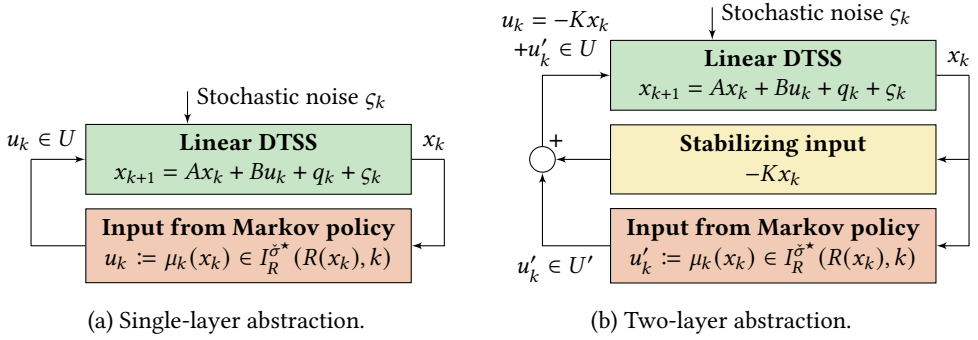 Stochastic noise ςₖ
uₖ ∈ U
Linear DTSS
xₖ₊₁ = Axₖ + Buₖ + qₖ + ςₖ
xₖ
Input from Markov policy
uₖ ≔ μₖ(xₖ) ∈ I_R^{σ̌^⋆}(R(xₖ), k)
(a) Single-layer abstraction.
uₖ = −Kxₖ
+u′ₖ ∈ U
Stochastic noise ςₖ
Linear DTSS
xₖ₊₁ = Axₖ + Buₖ + qₖ + ςₖ
xₖ
+
Stabilizing input
−Kxₖ
Input from Markov policy
u′ₖ ≔ μₖ(xₖ) ∈ I_R^{σ̌^⋆}(R(xₖ), k)
u′ₖ ∈ U′
(b) Two-layer abstraction.